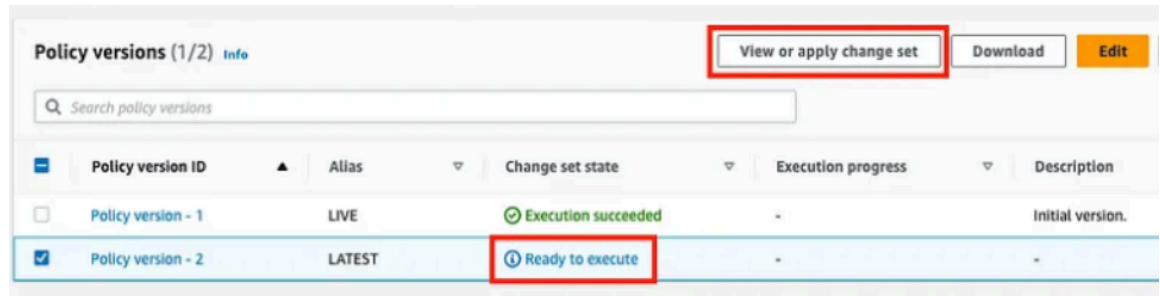 Policy versions (1/2) Info View or apply change set Download Edit
Search policy versions
Policy version ID Alias Change set state Execution progress Description
Policy version - 1 LIVE Execution succeeded - Initial version.
Policy version - 2 LATEST Ready to execute - -